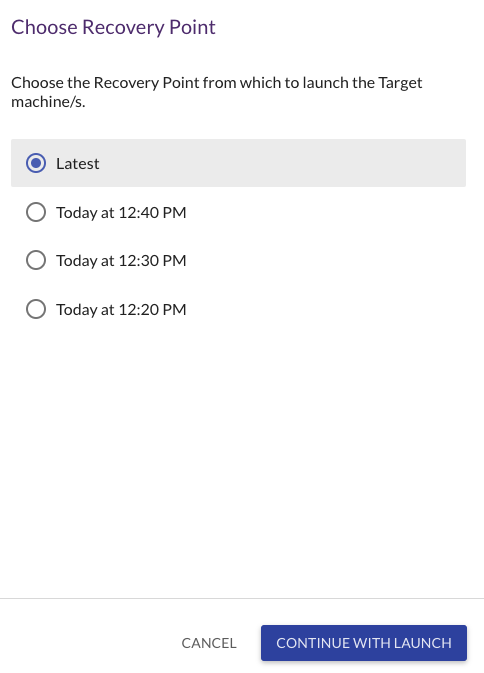 Choose Recovery Point
Choose the Recovery Point from which to launch the Target
machine/s.
Latest
Today at 12:40 PM
Today at 12:30 PM
Today at 12:20 PM
CANCEL
CONTINUE WITH LAUNCH